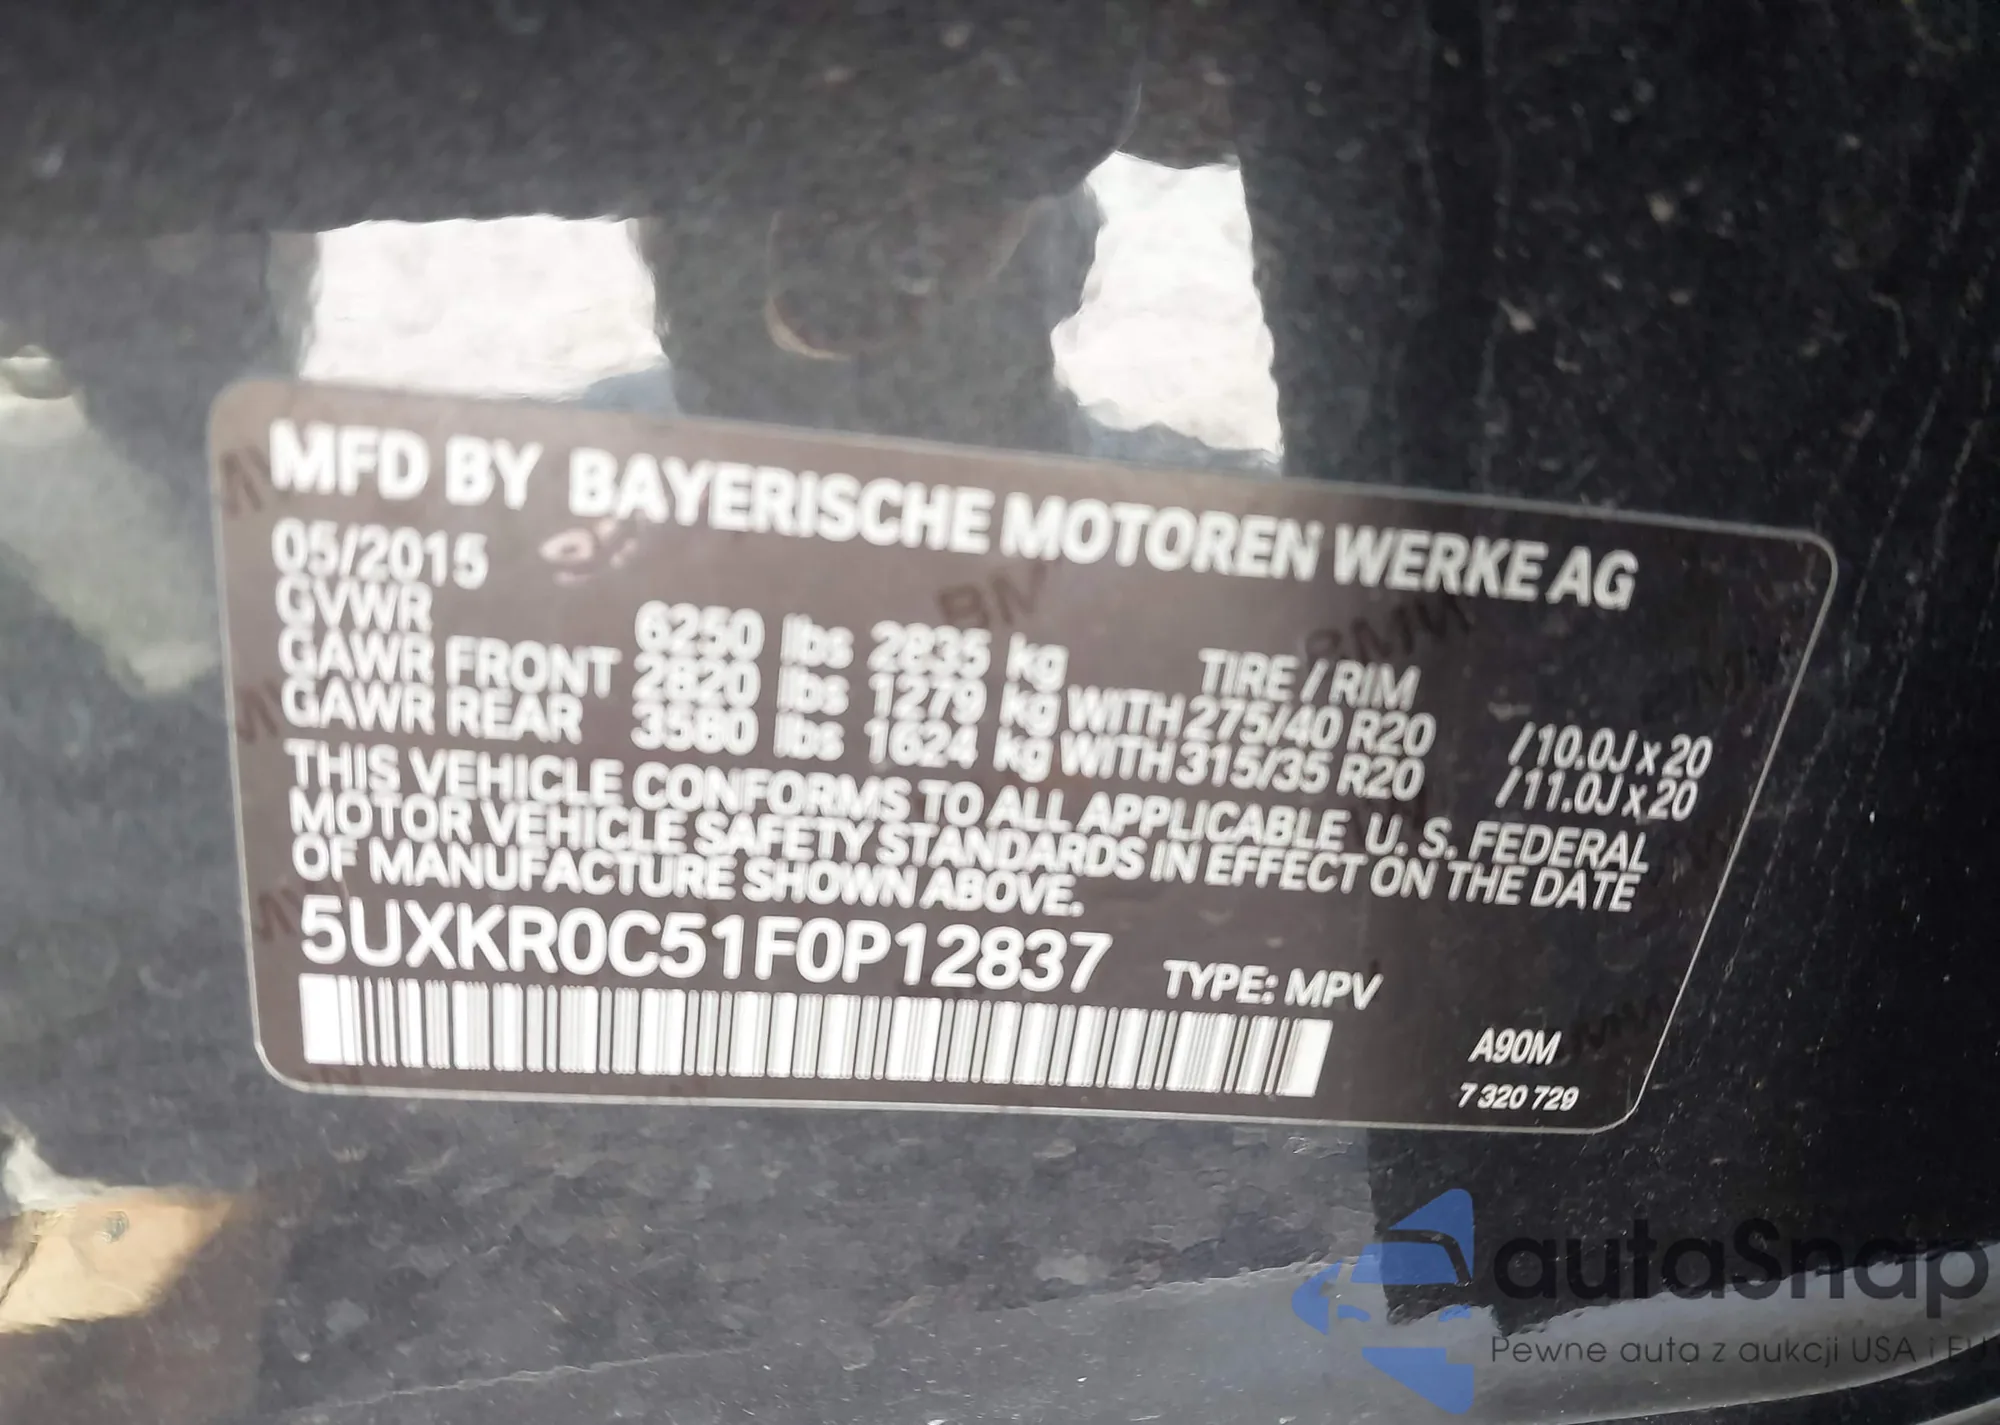 MFD BY BAYERISCHE MOTOREN WERKE AG
05/2015
GVWR 6250 lbs 2835 kg TIRE / RIM
GAWR FRONT 2820 lbs 1279 kg WITH 275/40 R20 /10.0J x 20
GAWR REAR 3580 lbs 1624 kg WITH 315/35 R20 /11.0J x 20
THIS VEHICLE CONFORMS TO ALL APPLICABLE U. S. FEDERAL
MOTOR VEHICLE SAFETY STANDARDS IN EFFECT ON THE DATE
OF MANUFACTURE SHOWN ABOVE.
5UXKR0C51F0P12837 TYPE: MPV
A90M
7 320 729
autaSnap
Pewne auta z aukcji USA i EU